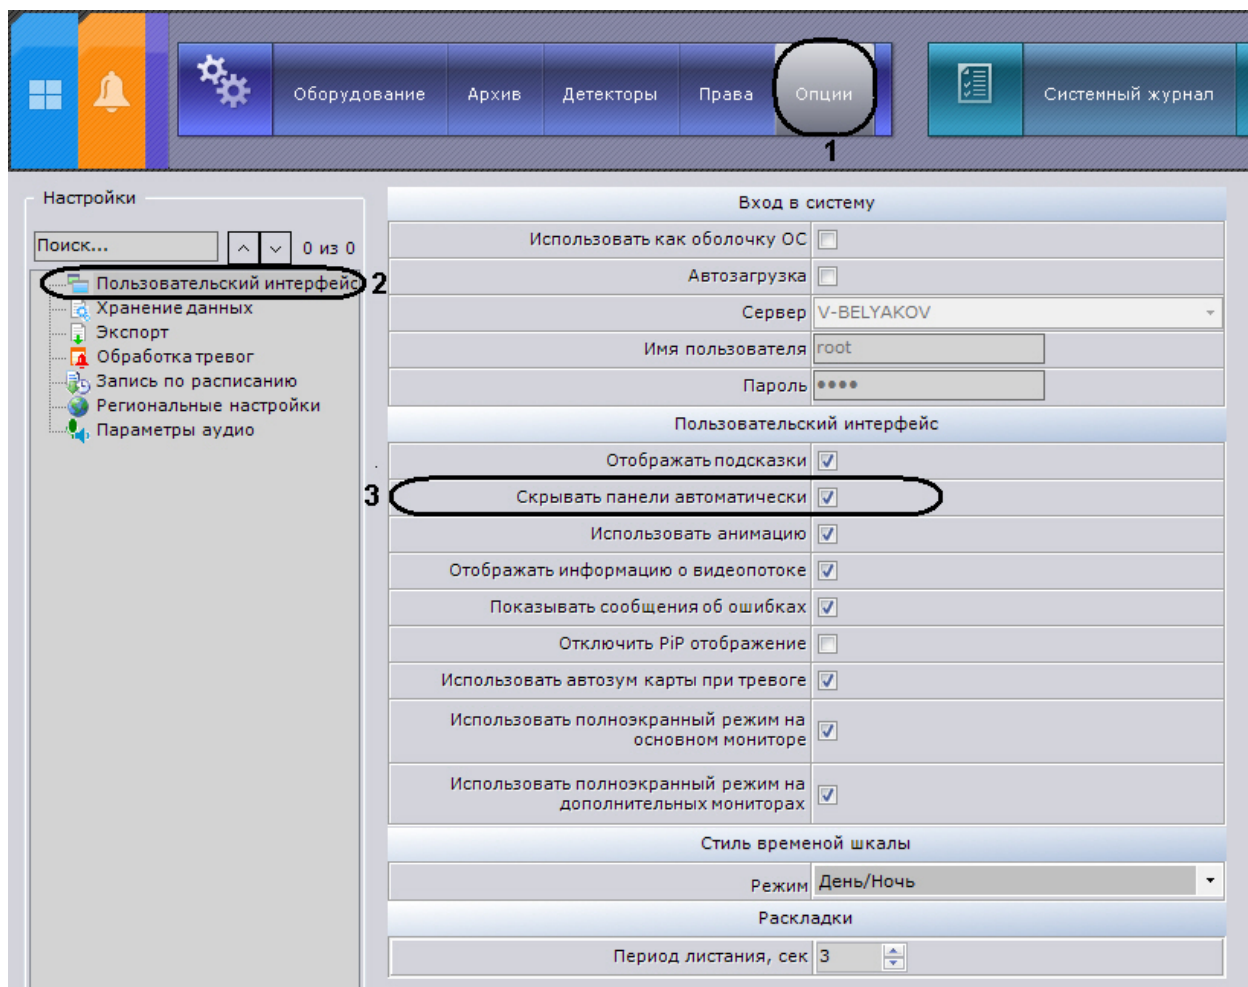 Оборудование Архив Детекторы Права Опции Системный журнал
1
Настройки
Поиск... 0 из 0
Пользовательский интерфейс 2
Хранение данных
Экспорт
Обработка тревог
Запись по расписанию
Региональные настройки
Параметры аудио
Вход в систему
Использовать как оболочку ОС
Автозагрузка
Сервер V-BELYAKOV
Имя пользователя root
Пароль ●●●●
Пользовательский интерфейс
Отображать подсказки
3 Скрывать панели автоматически
Использовать анимацию
Отображать информацию о видеопотоке
Показывать сообщения об ошибках
Отключить PiP отображение
Использовать автозум карты при тревоге
Использовать полноэкранный режим на
основном мониторе
Использовать полноэкранный режим на
дополнительных мониторах
Стиль временой шкалы
Режим День/Ночь
Раскладки
Период листания, сек 3